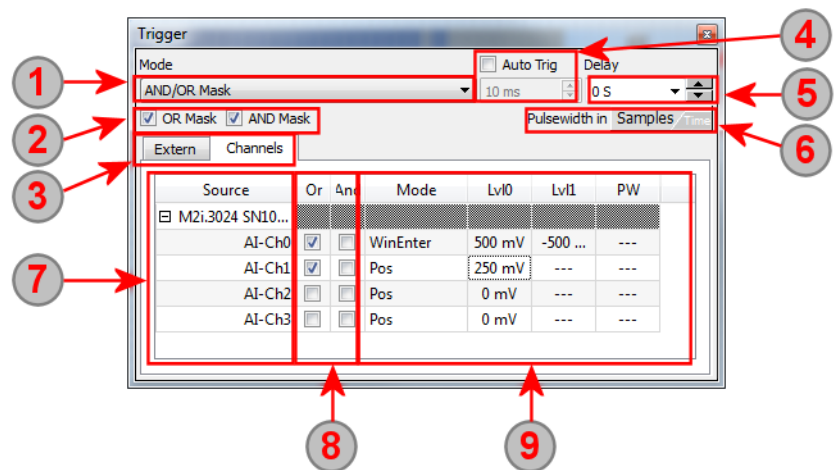 Trigger
4
Mode
Auto Trig
Delay
1
AND/OR Mask
10 ms
0 S
5
2
OR Mask
AND Mask
Pulsewidth in
Samples
Time
6
3
Extern
Channels
Source
Or
And
Mode
Lvl0
Lvl1
PW
M2i.3024 SN10...
AI-Ch0
WinEnter
500 mV
-500 ...
---
7
AI-Ch1
Pos
250 mV
---
---
AI-Ch2
Pos
0 mV
---
---
AI-Ch3
Pos
0 mV
---
---
8
9